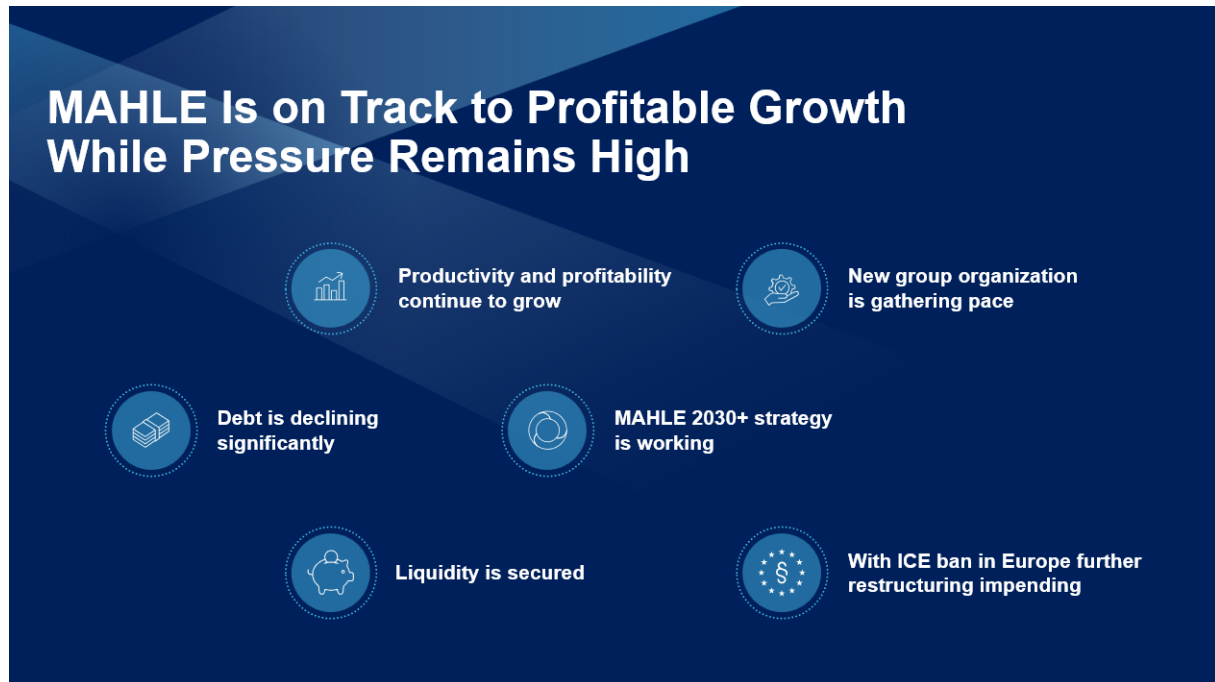 MAHLE Is on Track to Profitable Growth
While Pressure Remains High
Productivity and profitability
continue to grow
New group organization
is gathering pace
Debt is declining
significantly
MAHLE 2030+ strategy
is working
Liquidity is secured
§
With ICE ban in Europe further
restructuring impending